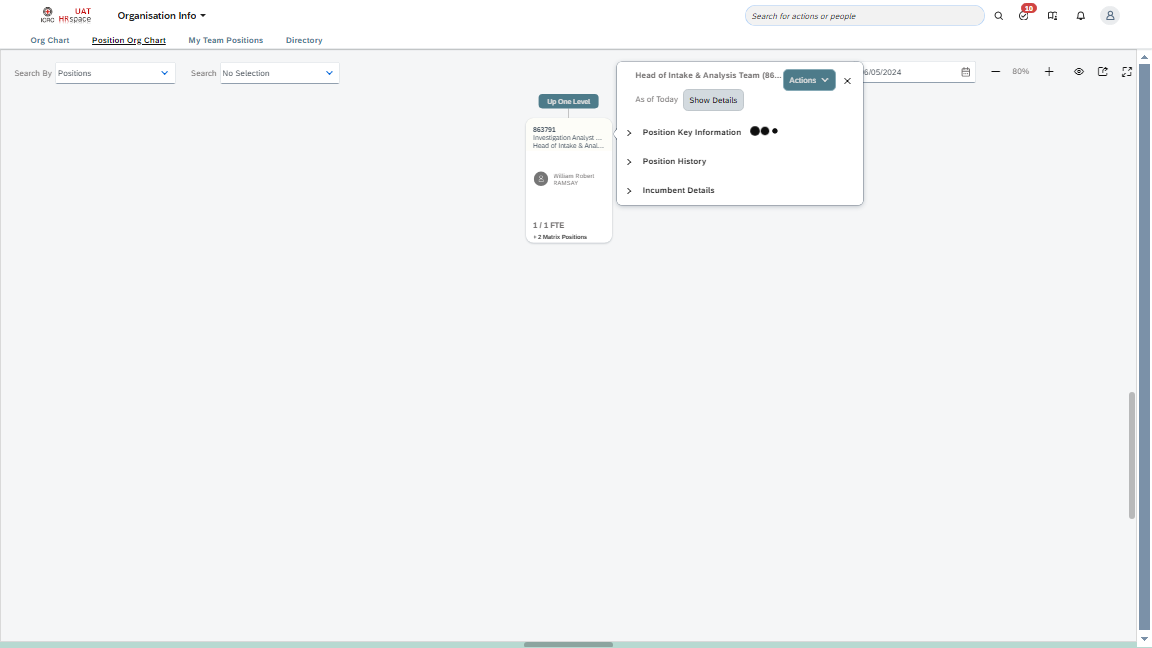 ICRC
UAT
HRspace
Organisation Info
Search for actions or people
10
Org Chart
Position Org Chart
My Team Positions
Directory
Search By
Positions
Search
No Selection
6/05/2024
80%
Head of Intake & Analysis Team (86...
Actions
As of Today
Show Details
Position Key Information
Position History
Incumbent Details
Up One Level
863791
Investigation Analyst ...
Head of Intake & Anal...
William Robert
RAMSAY
1 / 1 FTE
2 Matrix Positions